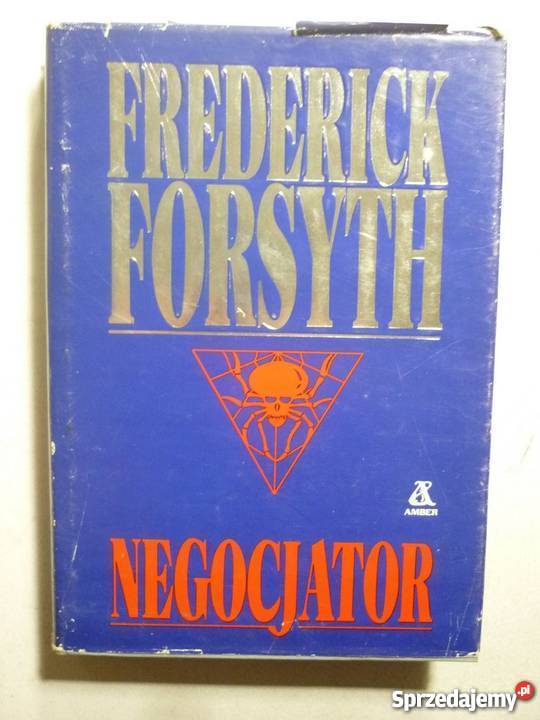 FREDERICK
FORSYTH
AMBER
NEGOCJATOR
Sprzedajemy.pl